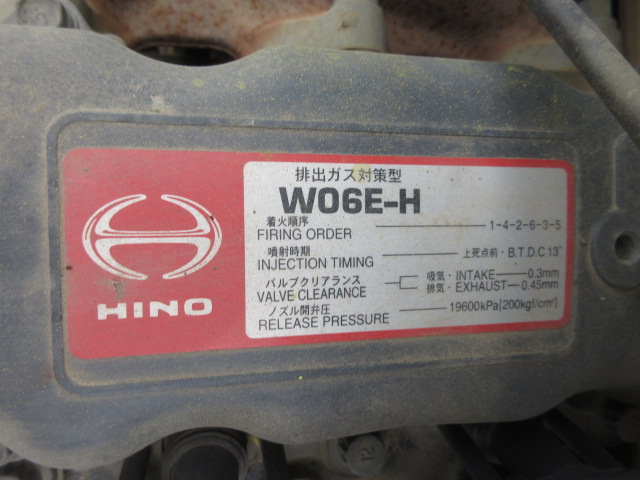 排出ガス対策型
W06E-H
着火順序
FIRING ORDER 1-4-2-6-3-5
噴射時期
INJECTION TIMING 上死点前・B.T.D.C 13°
バルブクリアランス 吸気・INTAKE 0.3mm
VALVE CLEARANCE 排気・EXHAUST 0.45mm
ノズル開弁圧
RELEASE PRESSURE 19600kPa{200kgf/cm²}
HINO